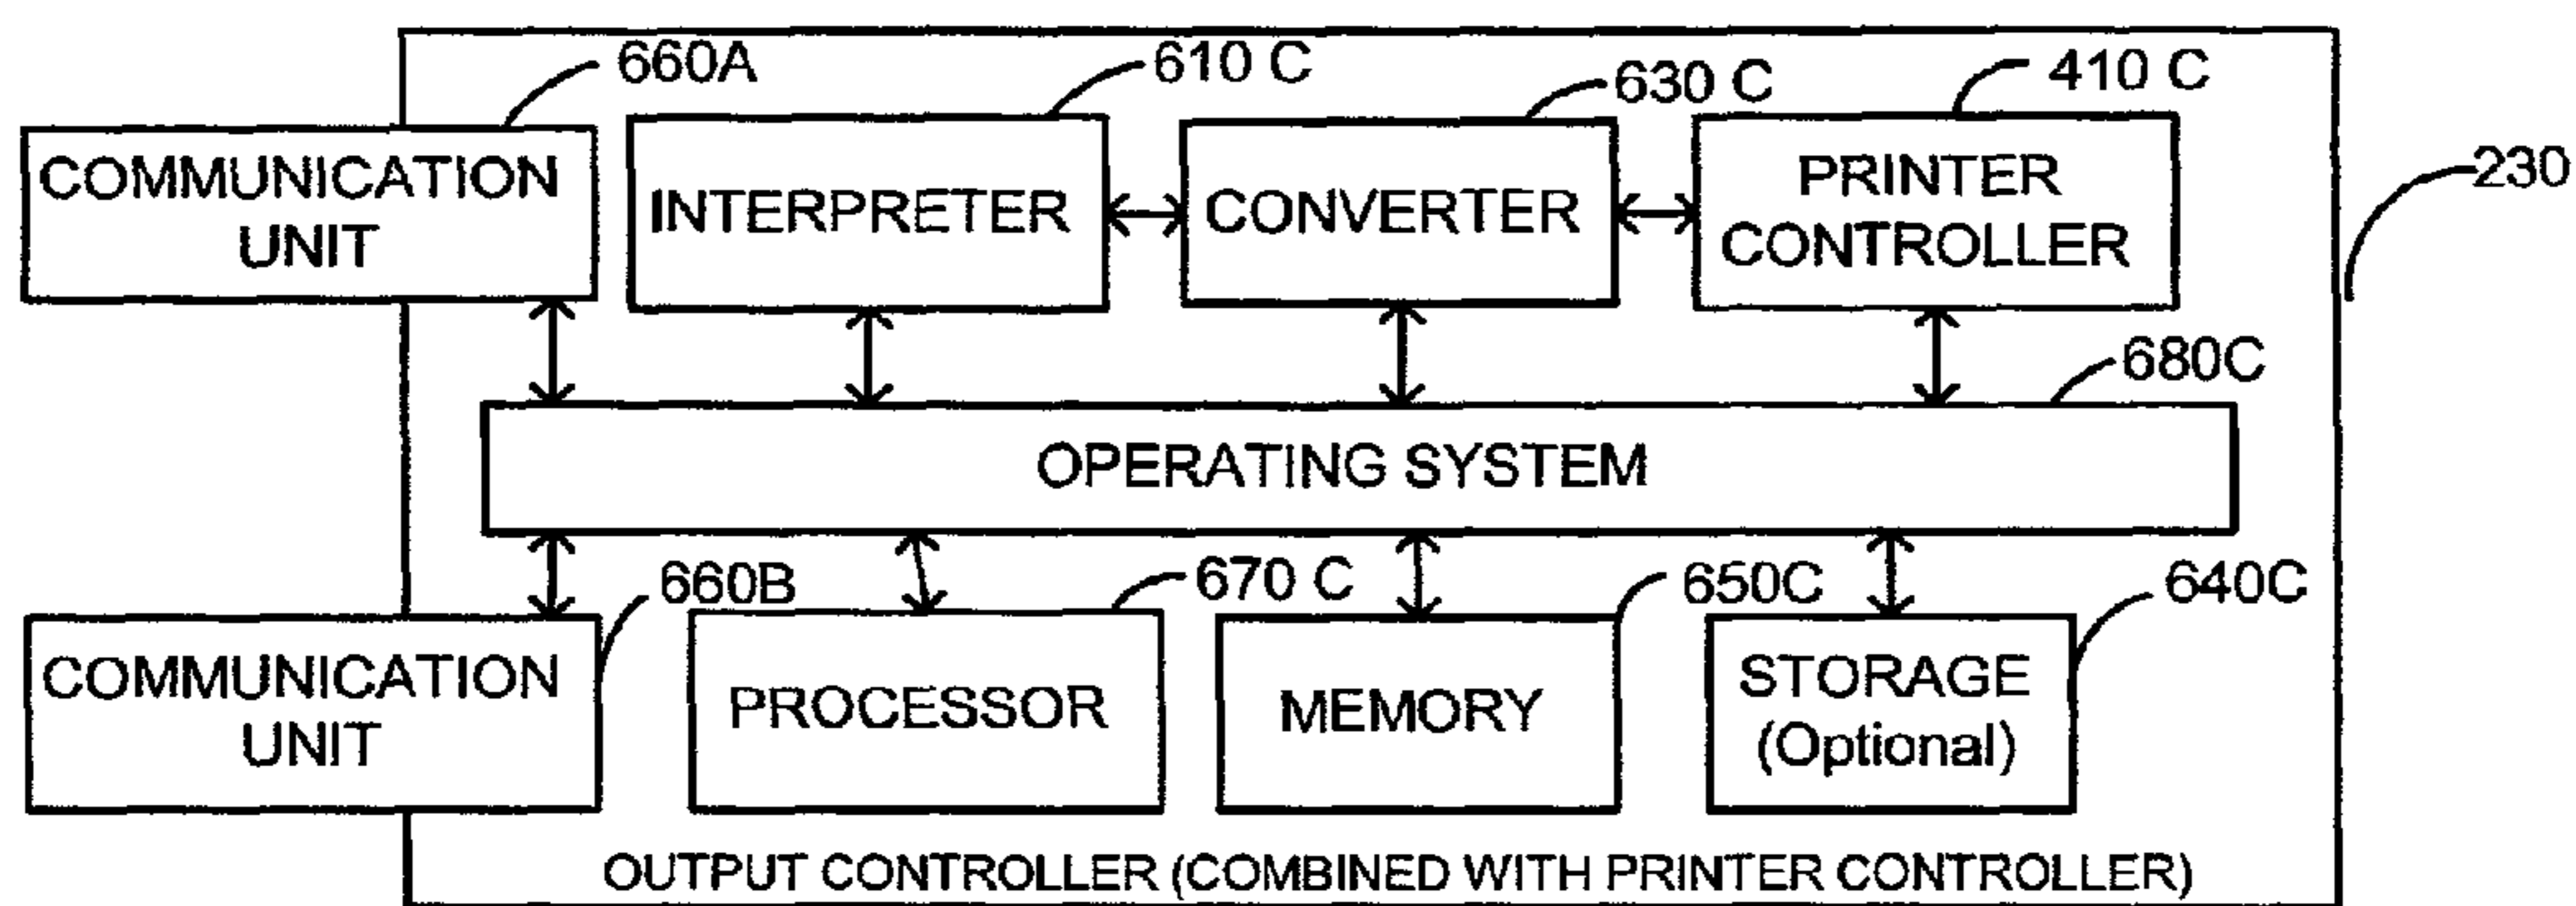 660A
610 C
630 C
410 C
230
COMMUNICATION
UNIT
INTERPRETER
CONVERTER
PRINTER
CONTROLLER
680C
OPERATING SYSTEM
660B
670 C
650C
640C
COMMUNICATION
UNIT
PROCESSOR
MEMORY
STORAGE
(Optional)
OUTPUT CONTROLLER (COMBINED WITH PRINTER CONTROLLER)